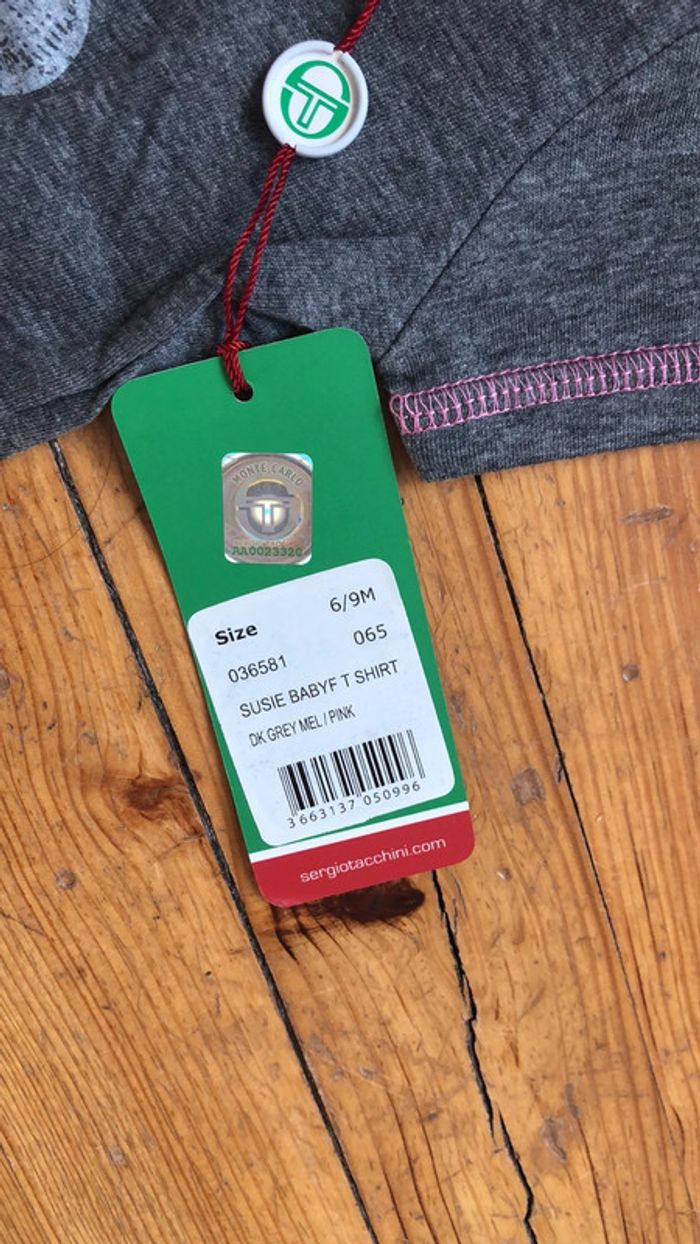 MONTE-CARLO
AA0023320
Size 6/9M
036581 065
SUSIE BABYF T SHIRT
DK GREY MEL / PINK
3 663137 050996
sergiotacchini.com